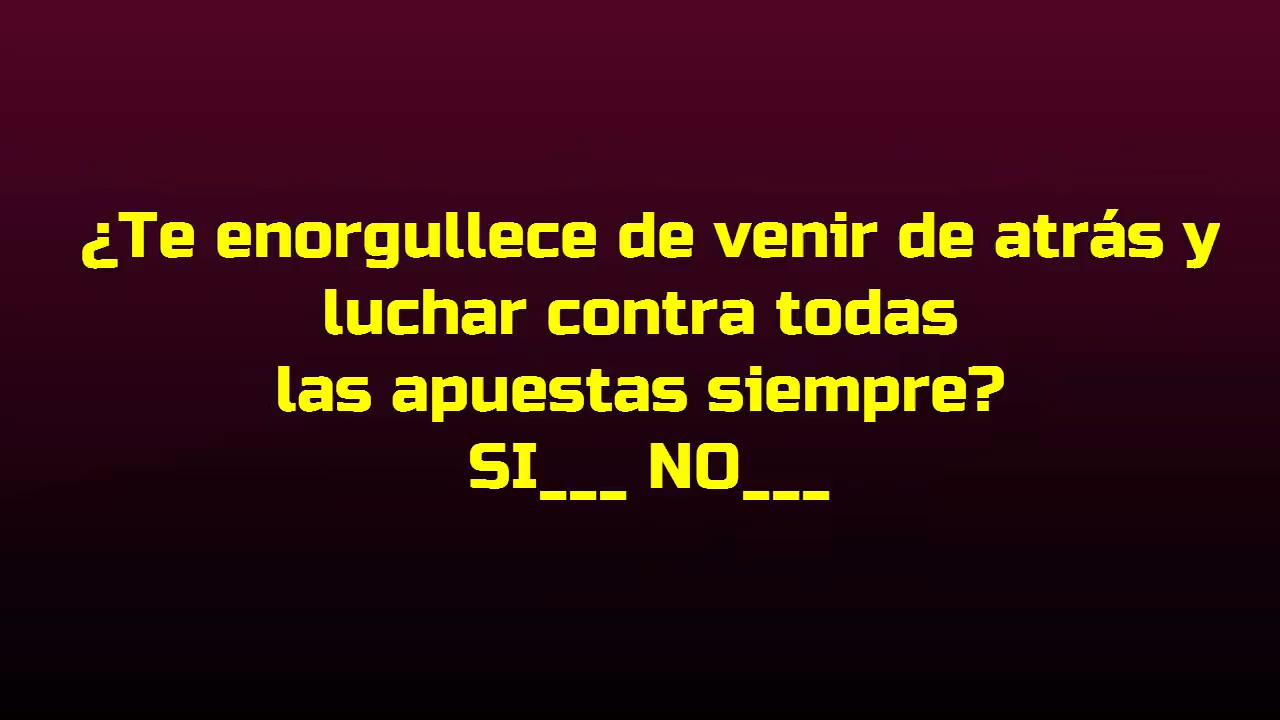 ¿Te enorgullece de venir de atrás y
luchar contra todas
las apuestas siempre?
SI___ NO___